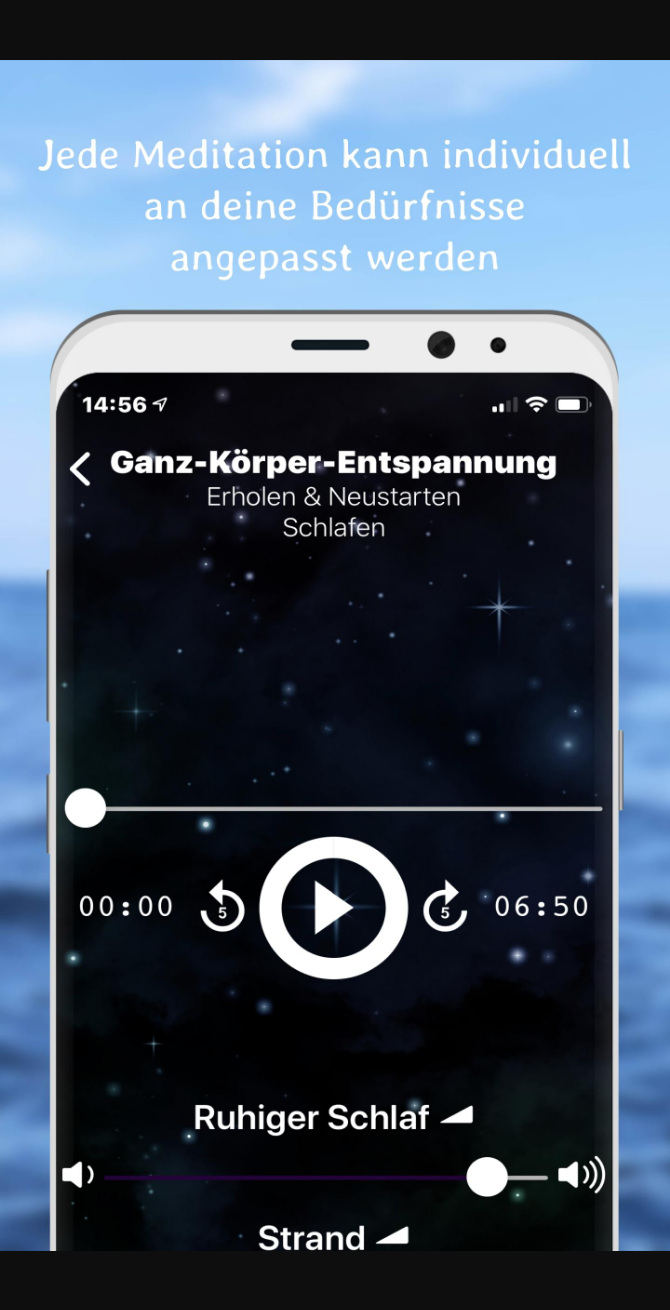 Jede Meditation kann individuell
an deine Bedürfnisse
angepasst werden
14:56
Ganz-Körper-Entspannung
Erholen & Neustarten
Schlafen
00:00 5 5 06:50
Ruhiger Schlaf
Strand